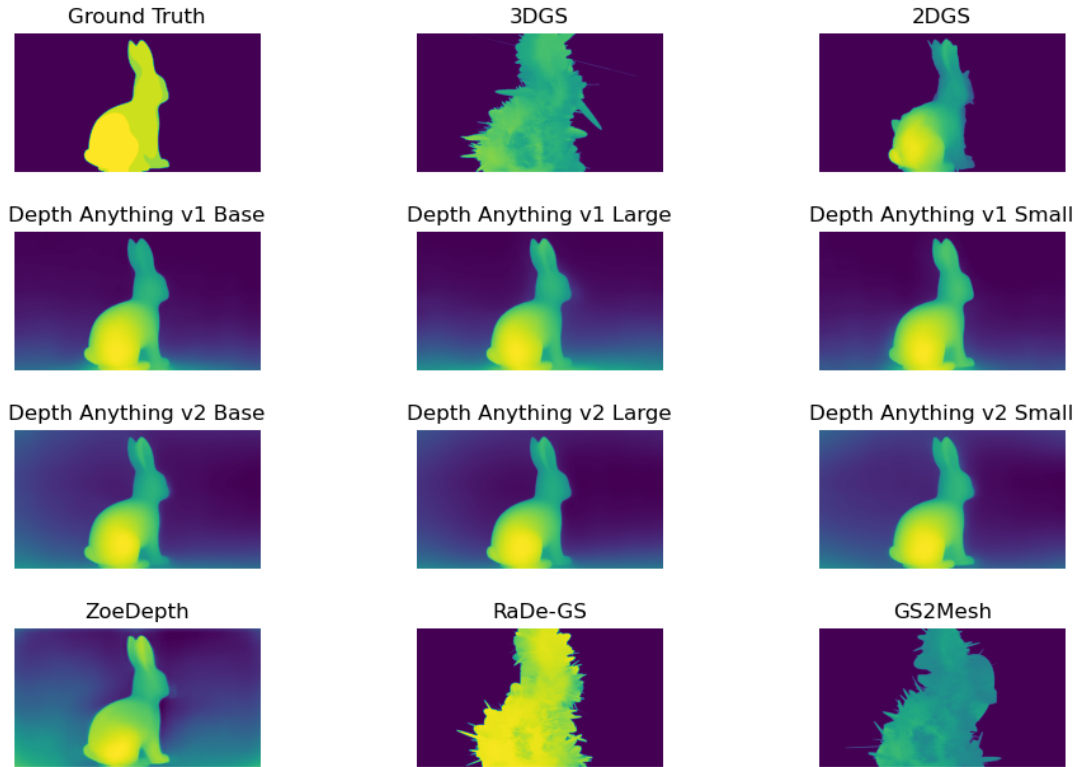 Ground Truth
3DGS
2DGS
Depth Anything v1 Base
Depth Anything v1 Large
Depth Anything v1 Small
Depth Anything v2 Base
Depth Anything v2 Large
Depth Anything v2 Small
ZoeDepth
RaDe-GS
GS2Mesh